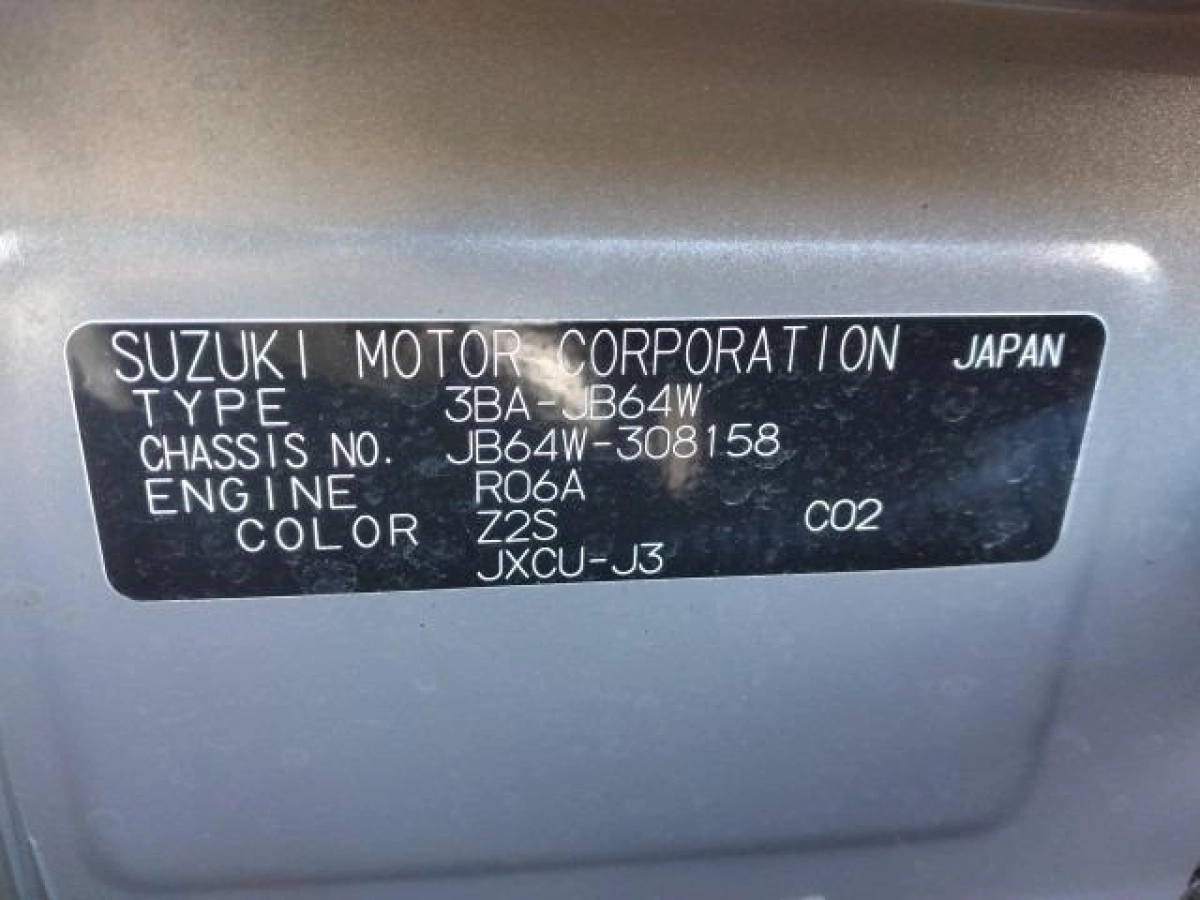 SUZUKI MOTOR CORPORATION JAPAN
TYPE 3BA-JB64W
CHASSIS NO. JB64W-308158
ENGINE R06A
COLOR Z2S C02
JXCU-J3